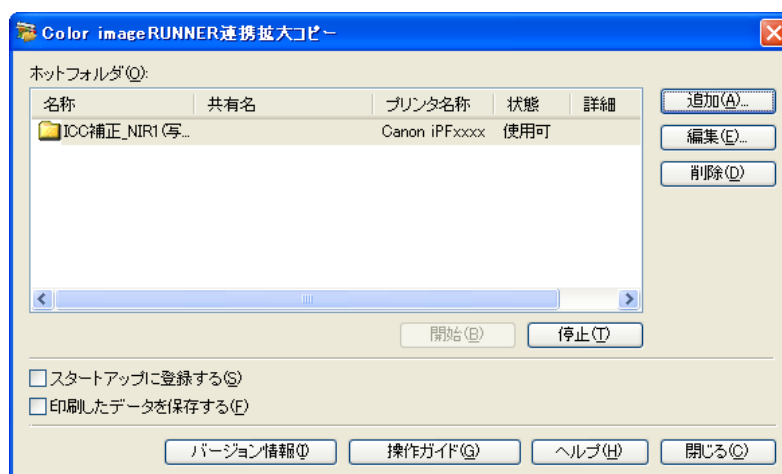 Color imageRUNNER連携拡大コピー
ホットフォルダ(O):
名称 共有名 プリンタ名称 状態 詳細
ICC補正_NIR1(写... Canon iPFxxxx 使用可
追加(A)...
編集(E)...
削除(D)
開始(B) 停止(T)
スタートアップに登録する(S)
印刷したデータを保存する(F)
バージョン情報(I) 操作ガイド(G) ヘルプ(H) 閉じる(C)